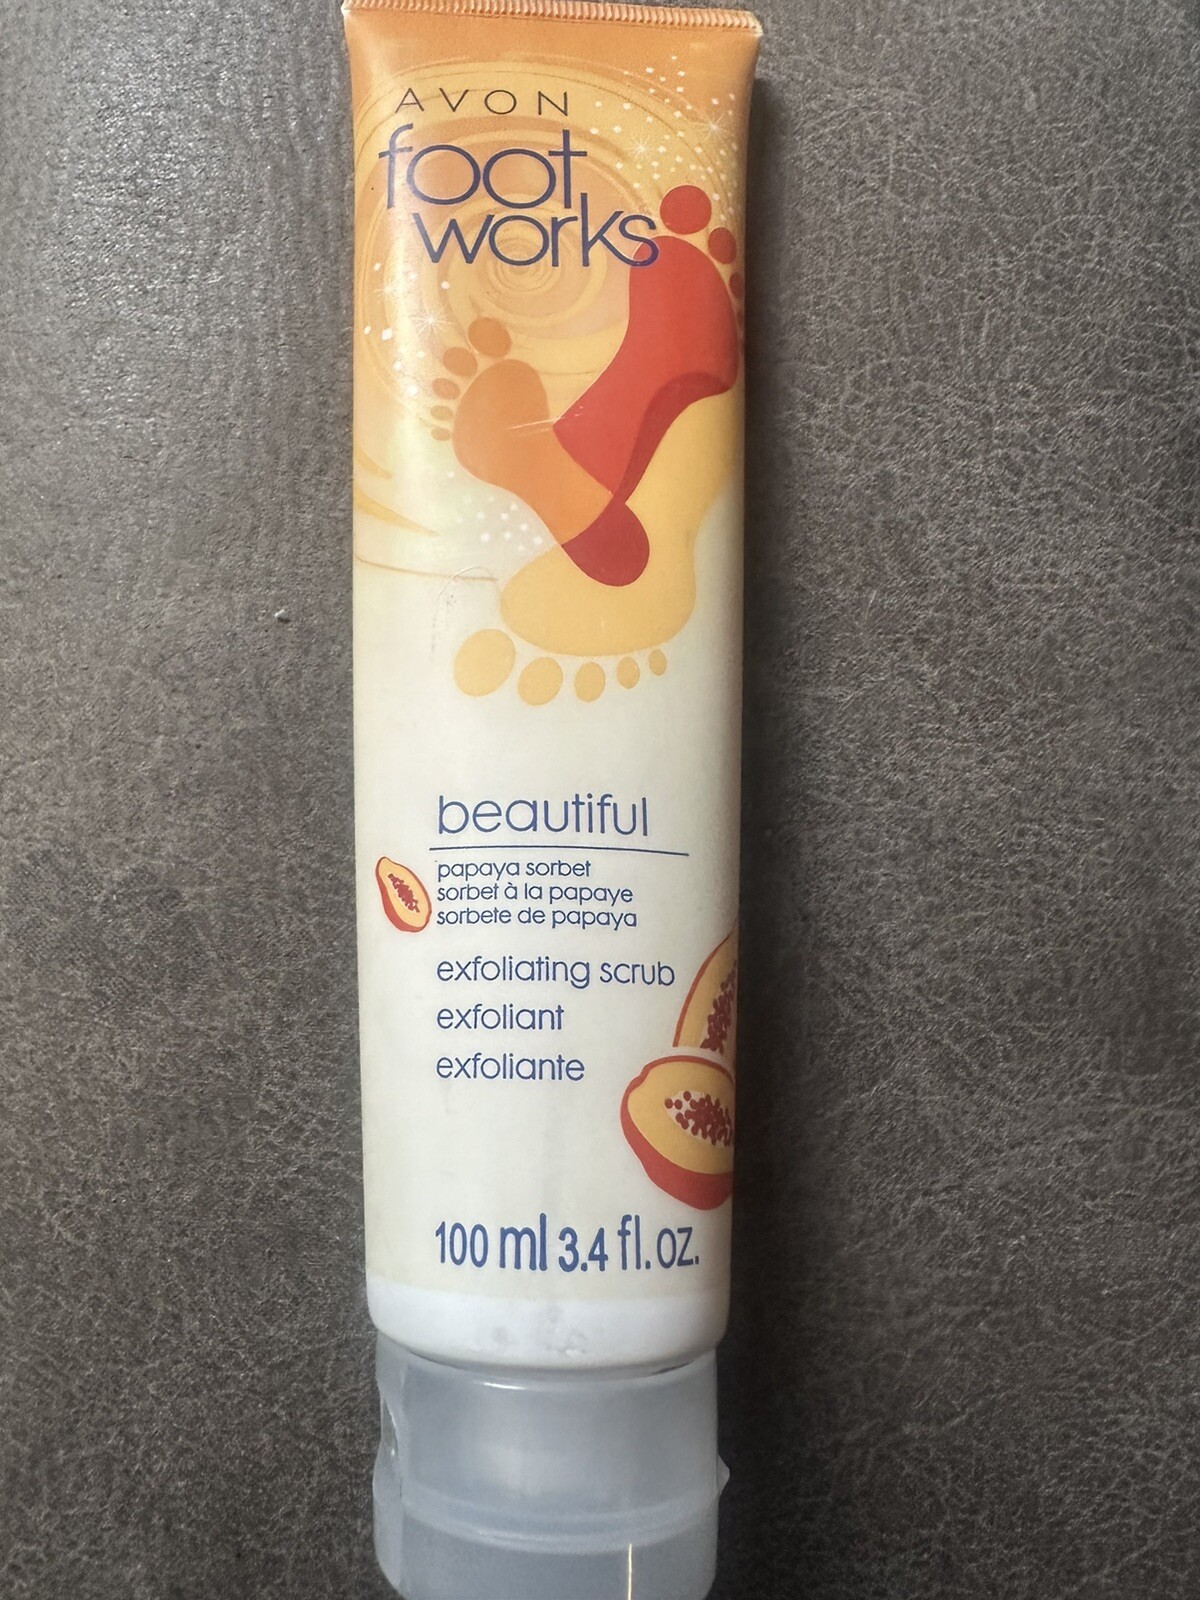 AVON
foot
works
beautiful
papaya sorbet
sorbet à la papaye
sorbete de papaya
exfoliating scrub
exfoliant
exfoliante
100 ml 3.4 fl. oz.